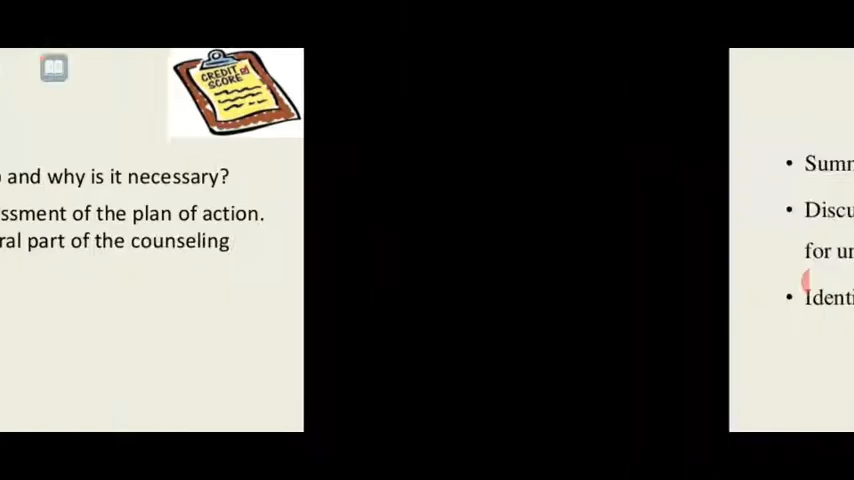 CREDIT
SCORE
and why is it necessary?
ssment of the plan of action.
ral part of the counseling
• Summ
• Discu
for un
• Identi